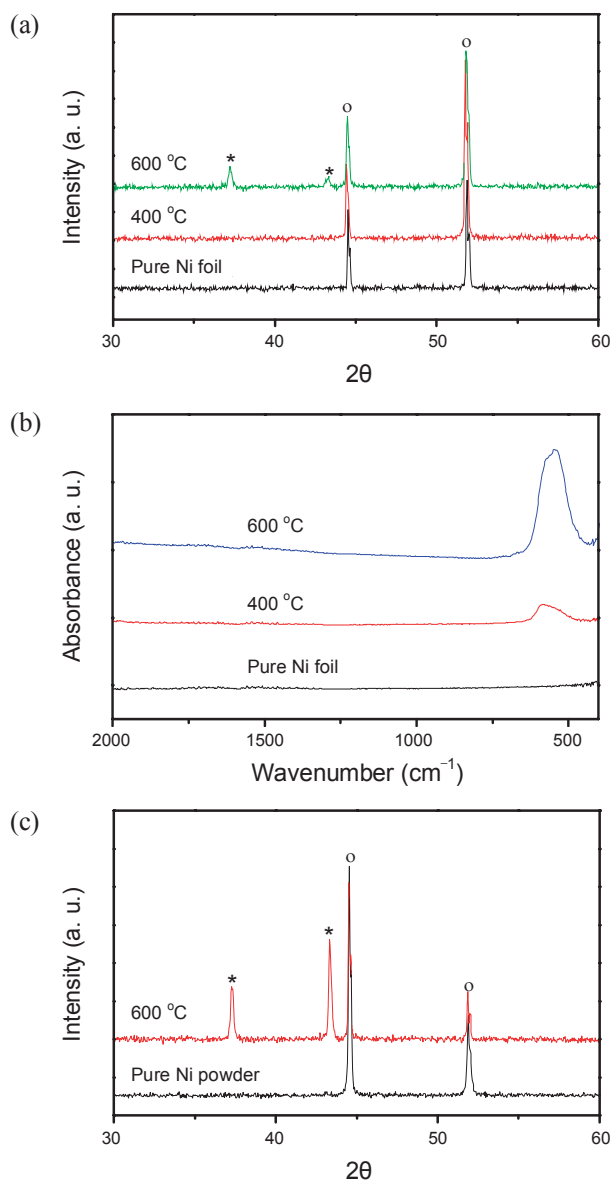 (a)
o
o
*
*
600 °C
400 °C
Pure Ni foil
Intensity (a. u.)
30 40 50 60
2θ
(b)
600 °C
400 °C
Pure Ni foil
Absorbance (a. u.)
2000 1500 1000 500
Wavenumber (cm⁻¹)
(c)
o
*
*
o
600 °C
Pure Ni powder
Intensity (a. u.)
30 40 50 60
2θ